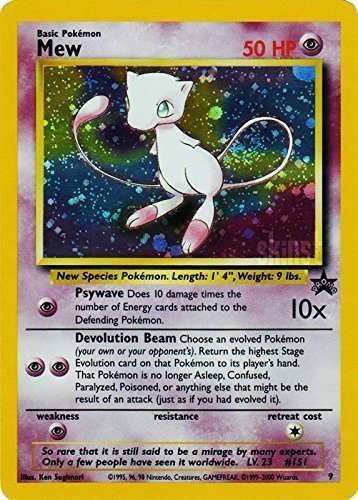 Basic Pokémon
Mew 50 HP
skins
New Species Pokémon. Length: 1' 4", Weight: 9 lbs.
PROMO
Psywave Does 10 damage times the
number of Energy cards attached to the
Defending Pokémon.
10x
Devolution Beam Choose an evolved Pokémon
(your own or your opponent's). Return the highest Stage
Evolution card on that Pokémon to its player's hand.
That Pokémon is no longer Asleep, Confused,
Paralyzed, Poisoned, or anything else that might be the
result of an attack (just as if you had evolved it).
weakness resistance retreat cost
So rare that it is still said to be a mirage by many experts.
Only a few people have seen it worldwide. LV. 23 #151
Illus. Ken Sugimori ©1995, 96, 98 Nintendo, Creatures, GAMEFREAK. ©1999-2000 Wizards. 9